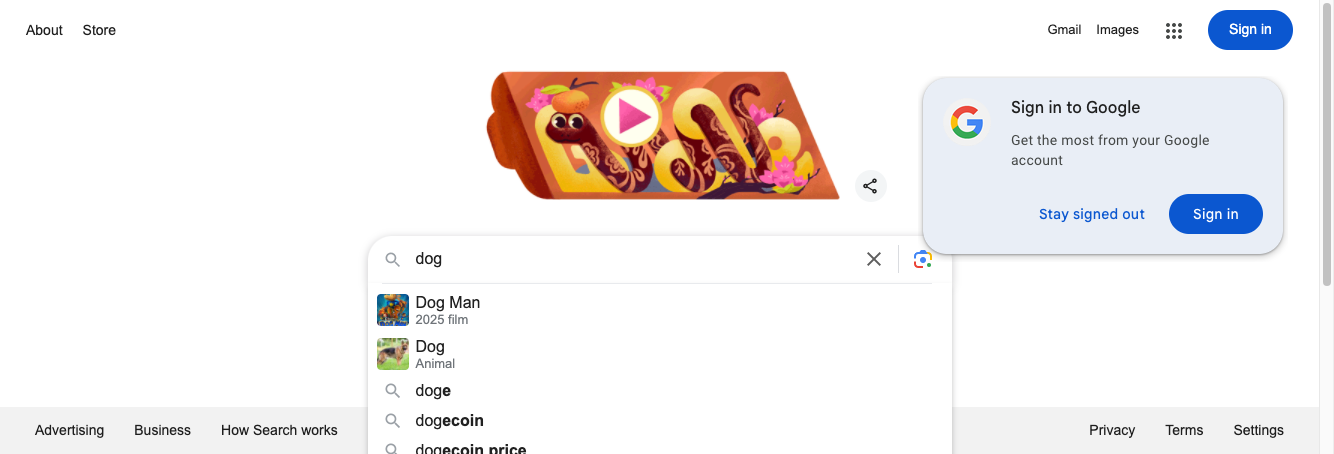 About Store
Gmail Images
Sign in
Sign in to Google
Get the most from your Google
account
Stay signed out
Sign in
dog
Dog Man
2025 film
Dog
Animal
doge
dogecoin
dogecoin price
Advertising Business How Search works
Privacy Terms Settings